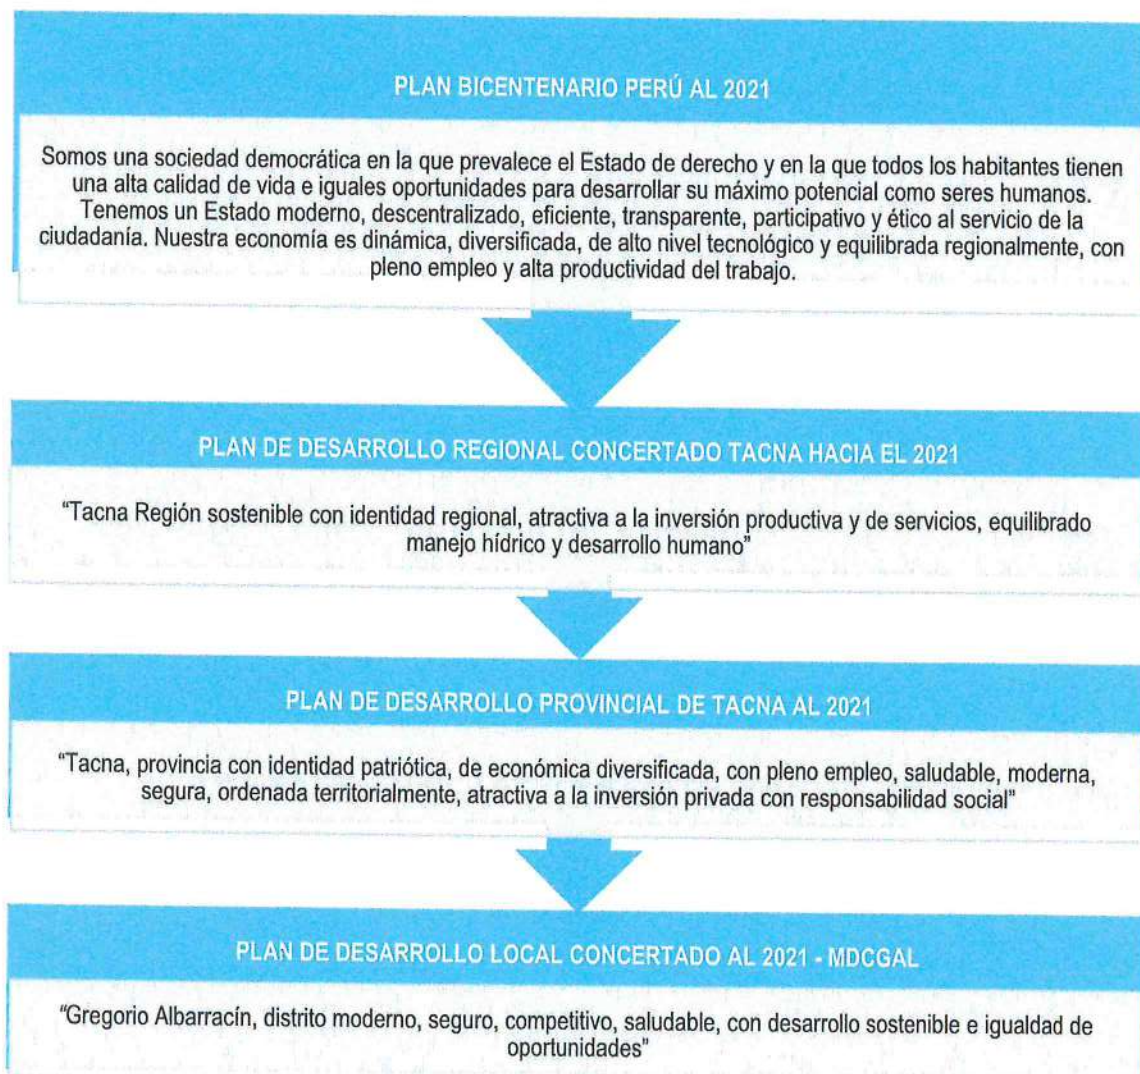 PLAN BICENTENARIO PERÚ AL 2021
Somos una sociedad democrática en la que prevalece el Estado de derecho y en la que todos los habitantes tienen
una alta calidad de vida e iguales oportunidades para desarrollar su máximo potencial como seres humanos.
Tenemos un Estado moderno, descentralizado, eficiente, transparente, participativo y ético al servicio de la
ciudadanía. Nuestra economía es dinámica, diversificada, de alto nivel tecnológico y equilibrada regionalmente, con
pleno empleo y alta productividad del trabajo.
PLAN DE DESARROLLO REGIONAL CONCERTADO TACNA HACIA EL 2021
“Tacna Región sostenible con identidad regional, atractiva a la inversión productiva y de servicios, equilibrado
manejo hídrico y desarrollo humano”
PLAN DE DESARROLLO PROVINCIAL DE TACNA AL 2021
“Tacna, provincia con identidad patriótica, de económica diversificada, con pleno empleo, saludable, moderna,
segura, ordenada territorialmente, atractiva a la inversión privada con responsabilidad social”
PLAN DE DESARROLLO LOCAL CONCERTADO AL 2021 - MDCGAL
“Gregorio Albarracín, distrito moderno, seguro, competitivo, saludable, con desarrollo sostenible e igualdad de
oportunidades”